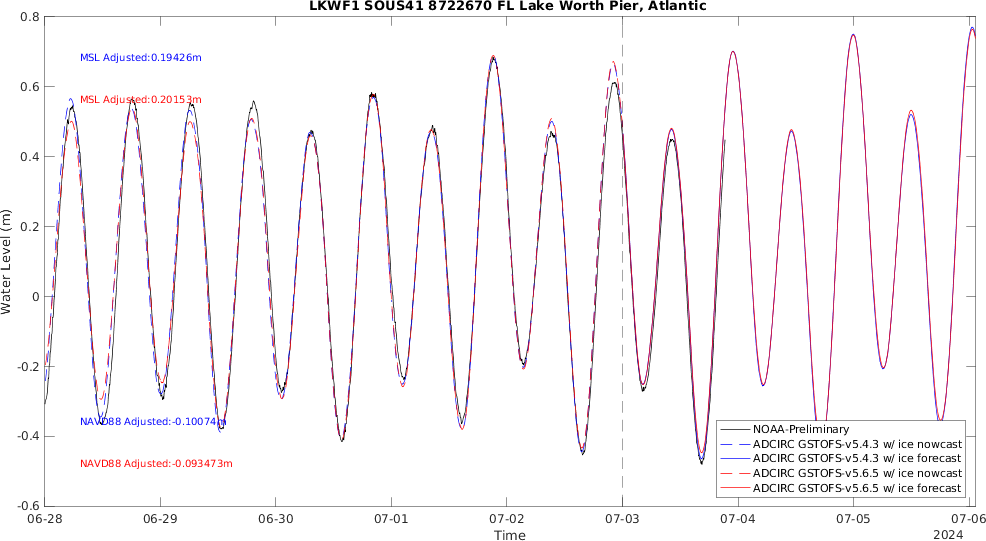 LKWF1 SOUS41 8722670 FL Lake Worth Pier, Atlantic
0.8
0.6
0.4
0.2
0
-0.2
-0.4
-0.6
Water Level (m)
MSL Adjusted:0.19426m
MSL Adjusted:0.20153m
NAVD88 Adjusted:-0.10074m
NAVD88 Adjusted:-0.093473m
NOAA-Preliminary
ADCIRC GSTOFS-v5.4.3 w/ ice nowcast
ADCIRC GSTOFS-v5.4.3 w/ ice forecast
ADCIRC GSTOFS-v5.6.5 w/ ice nowcast
ADCIRC GSTOFS-v5.6.5 w/ ice forecast
06-28 06-29 06-30 07-01 07-02 07-03 07-04 07-05 07-06
Time
2024